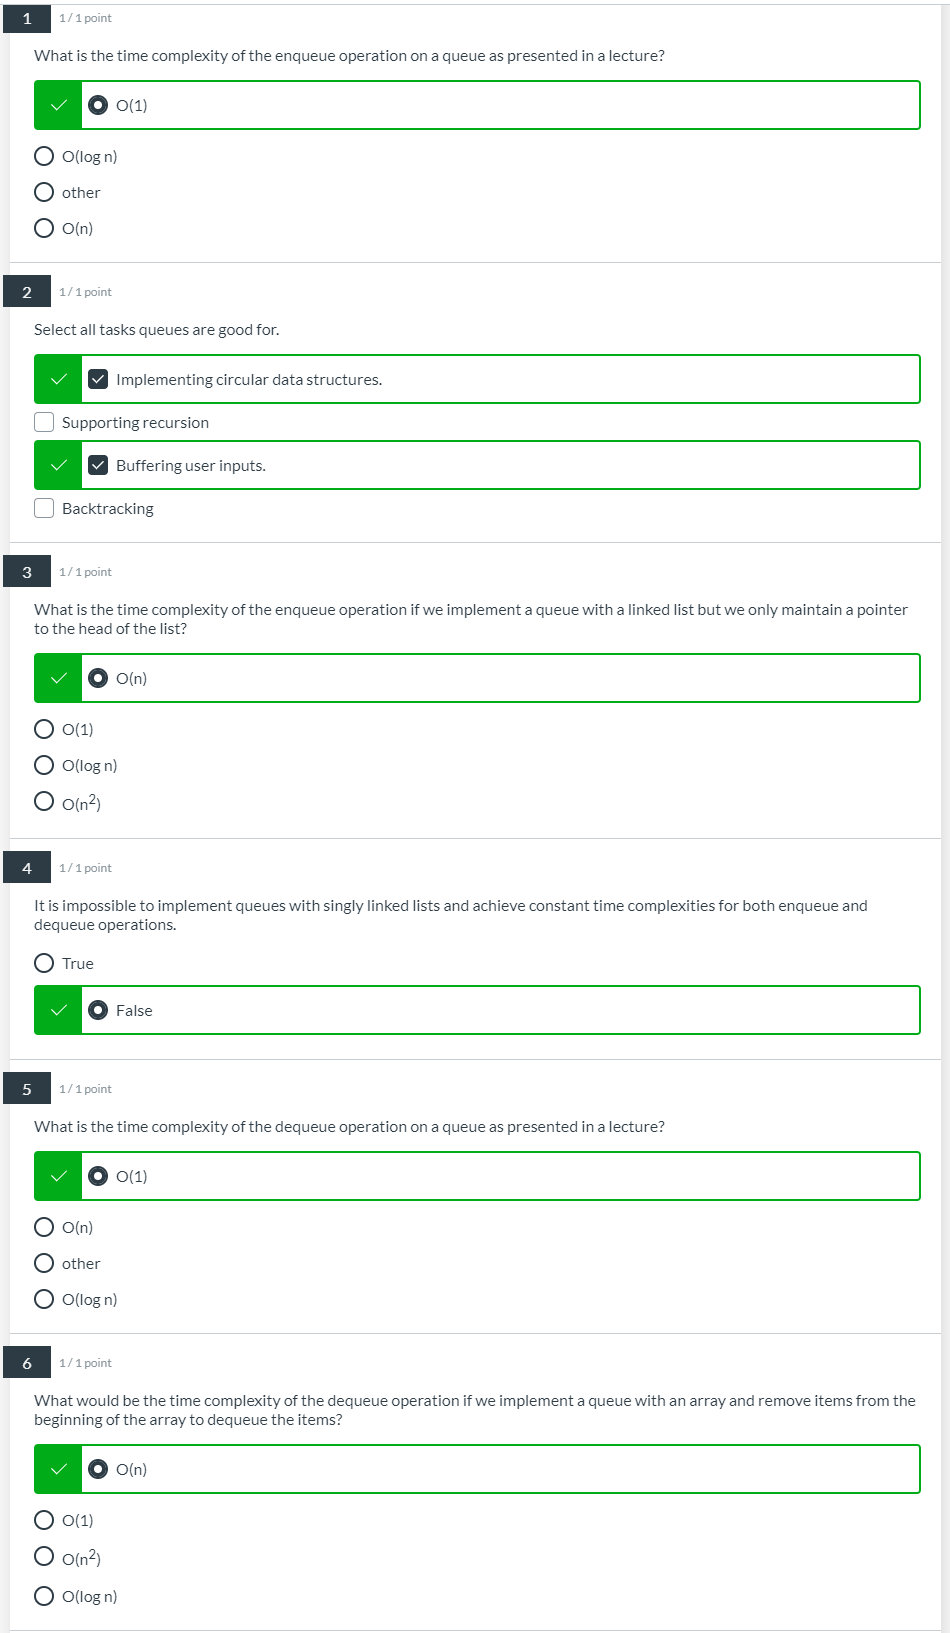 1
1 / 1 point
What is the time complexity of the enqueue operation on a queue as presented in a lecture?
O(1)
O(log n)
other
O(n)
2
1 / 1 point
Select all tasks queues are good for.
Implementing circular data structures.
Supporting recursion
Buffering user inputs.
Backtracking
3
1 / 1 point
What is the time complexity of the enqueue operation if we implement a queue with a linked list but we only maintain a pointer
to the head of the list?
O(n)
O(1)
O(log n)
O(n²)
4
1 / 1 point
It is impossible to implement queues with singly linked lists and achieve constant time complexities for both enqueue and
dequeue operations.
True
False
5
1 / 1 point
What is the time complexity of the dequeue operation on a queue as presented in a lecture?
O(1)
O(n)
other
O(log n)
6
1 / 1 point
What would be the time complexity of the dequeue operation if we implement a queue with an array and remove items from the
beginning of the array to dequeue the items?
O(n)
O(1)
O(n²)
O(log n)